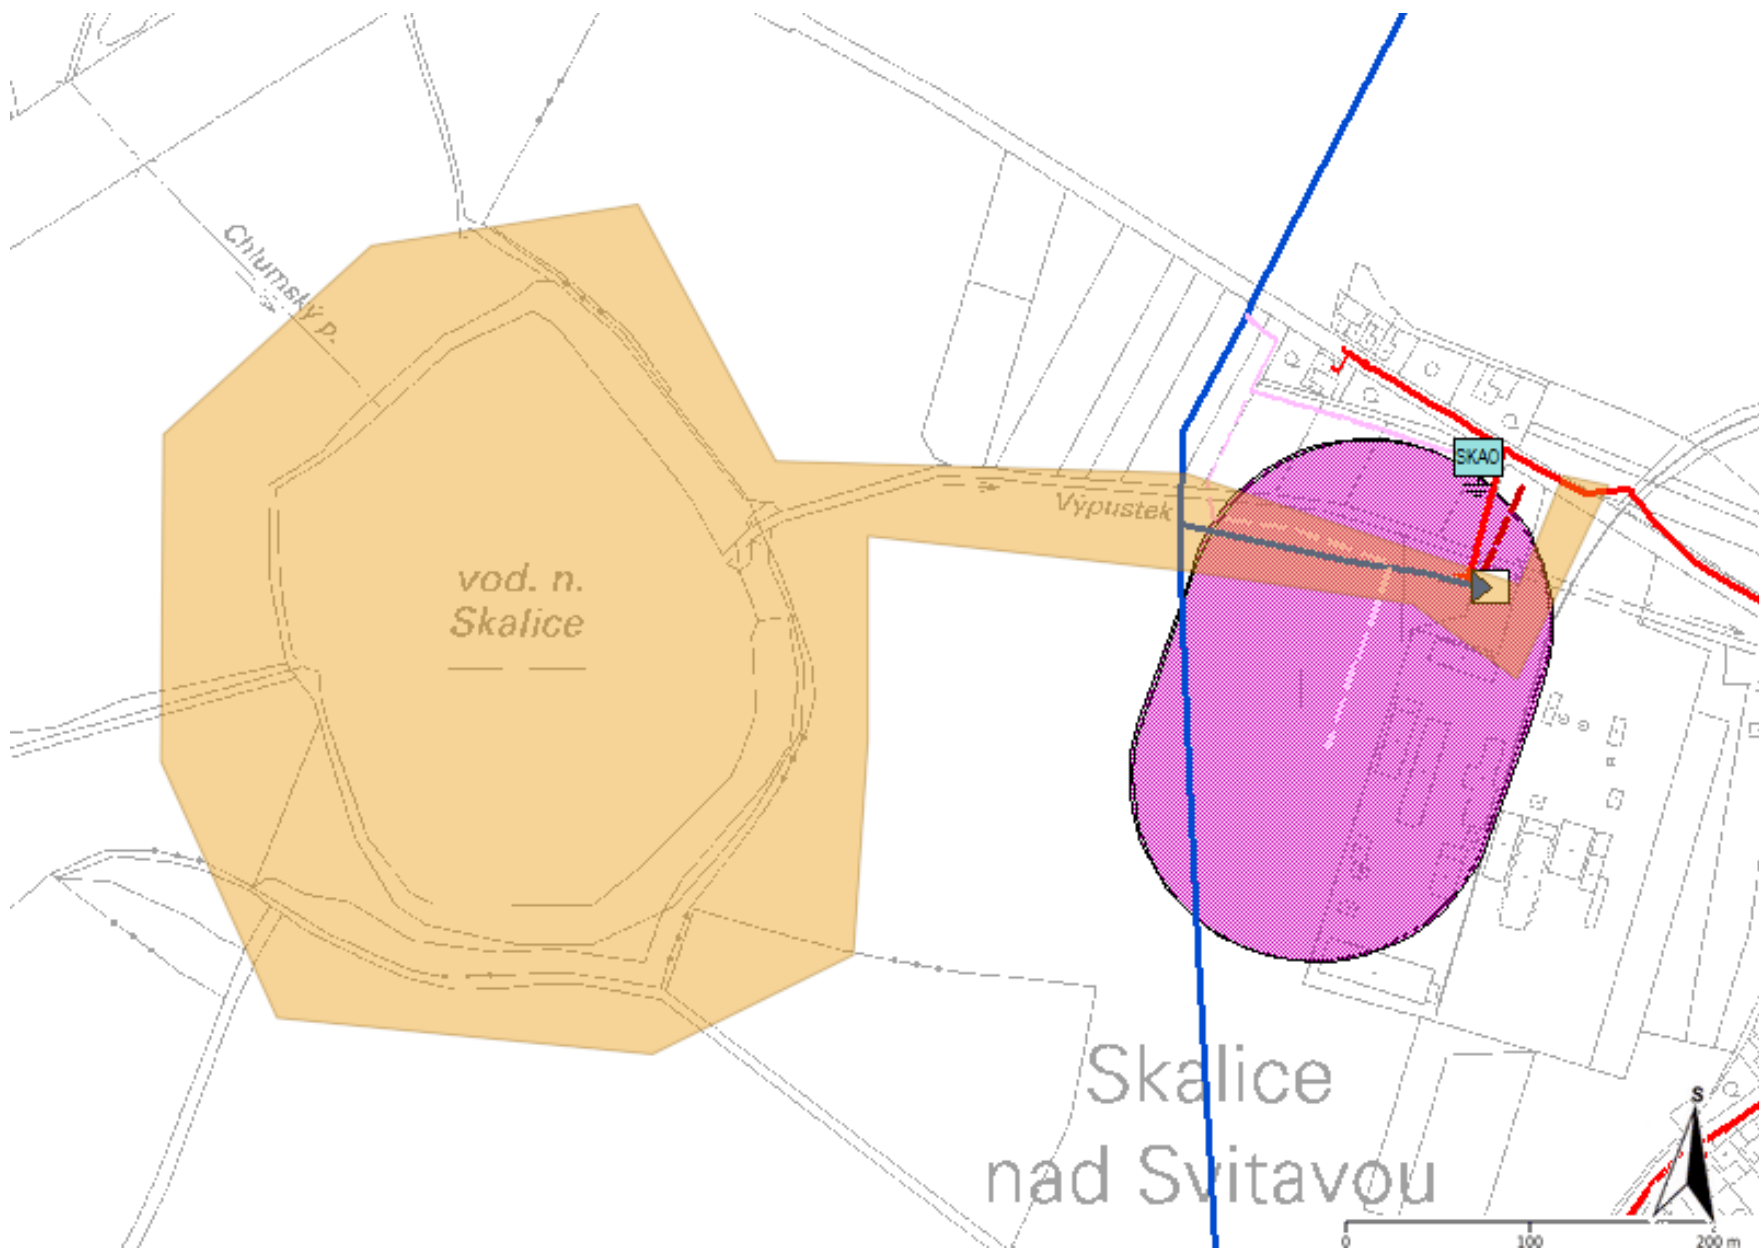 Chlumský p.
SKAO
Výpustek
vod. n.
Skalice
Skalice
nad Svitavou
S
0 100 200 m